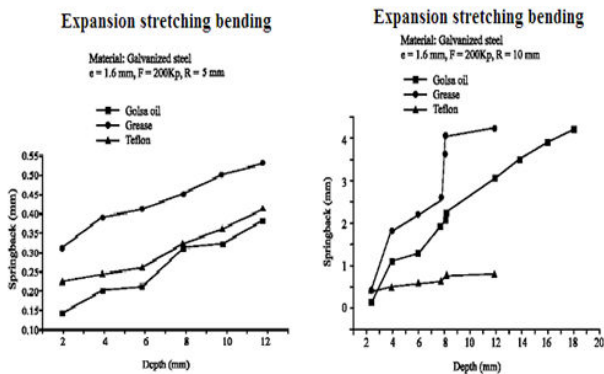 Expansion stretching bending
Material: Galvanized steel
e = 1.6 mm, F = 200Kp, R = 5 mm
Golsa oil
Grease
Teflon
Springback (mm)
0.55
0.50
0.45
0.40
0.35
0.30
0.25
0.20
0.15
0.10
2 4 6 8 10 12
Depth (mm)
Expansion stretching bending
Material: Galvanized steel
e = 1.6 mm, F = 200Kp, R = 10 mm
Golsa oil
Grease
Teflon
Springback (mm)
4
3
2
1
0
2 4 6 8 10 12 14 16 18 20
Depth (mm)